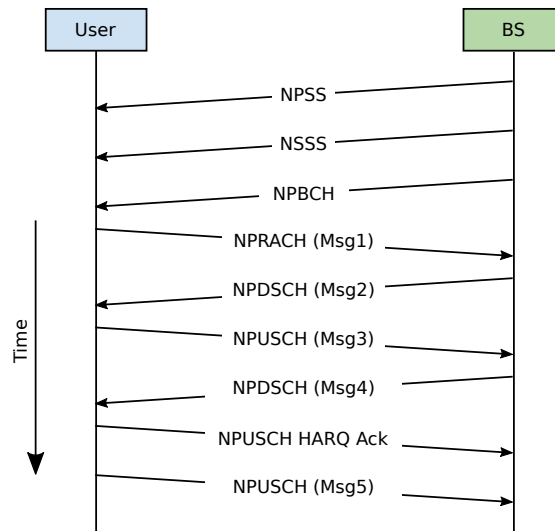 User
BS
NPSS
NSSS
NPBCH
NPRACH (Msg1)
NPDSCH (Msg2)
NPUSCH (Msg3)
NPDSCH (Msg4)
NPUSCH HARQ Ack
NPUSCH (Msg5)
Time